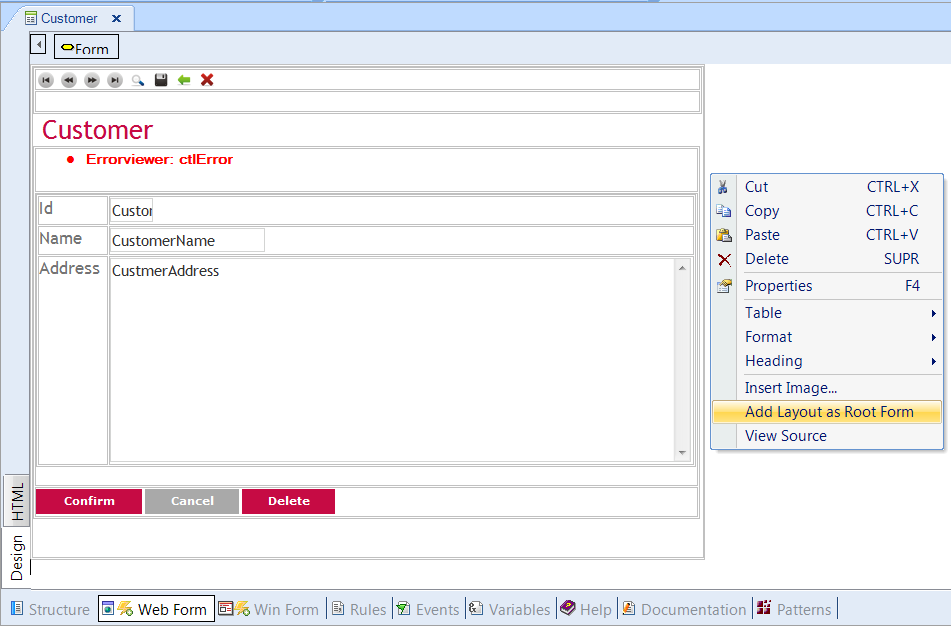 Customer
Form
Customer
Errorviewer: ctlError
Id
Custor
Name
CustomerName
Address
CustmerAddress
Confirm Cancel Delete
Cut CTRL+X
Copy CTRL+C
Paste CTRL+V
Delete SUPR
Properties F4
Table
Format
Heading
Insert Image...
Add Layout as Root Form
View Source
HTML
Design
Structure Web Form Win Form Rules Events Variables Help Documentation Patterns